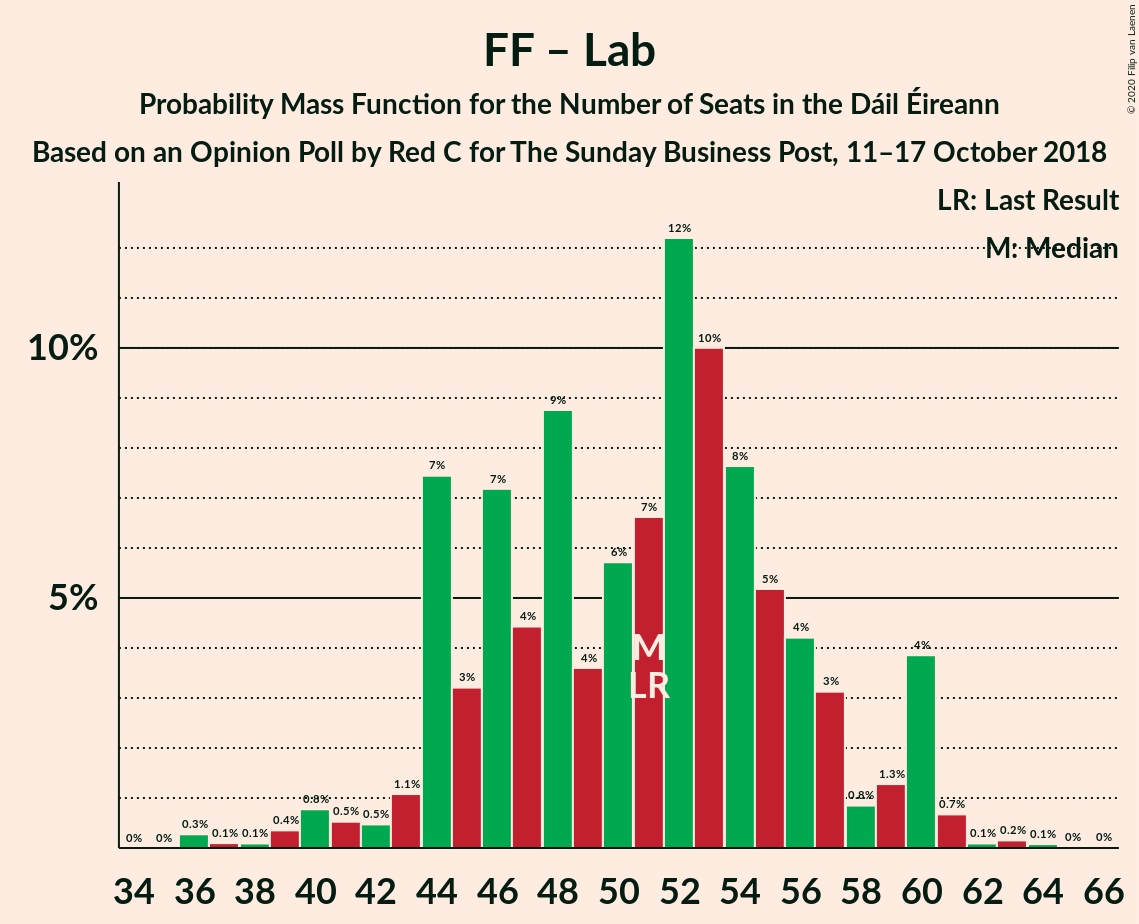 FF – Lab
Probability Mass Function for the Number of Seats in the Dáil Éireann
Based on an Opinion Poll by Red C for The Sunday Business Post, 11–17 October 2018
© 2020 Filip van Laenen
LR: Last Result
M: Median
10%
5%
0% 0% 0.3% 0.1% 0.1% 0.4% 0.8% 0.5% 0.5% 1.1% 7% 3% 7% 4% 9% 4% 6% 7% 12% 10% 8% 5% 4% 3% 0.8% 1.3% 4% 0.7% 0.1% 0.2% 0.1% 0% 0%
M
LR
34 36 38 40 42 44 46 48 50 52 54 56 58 60 62 64 66